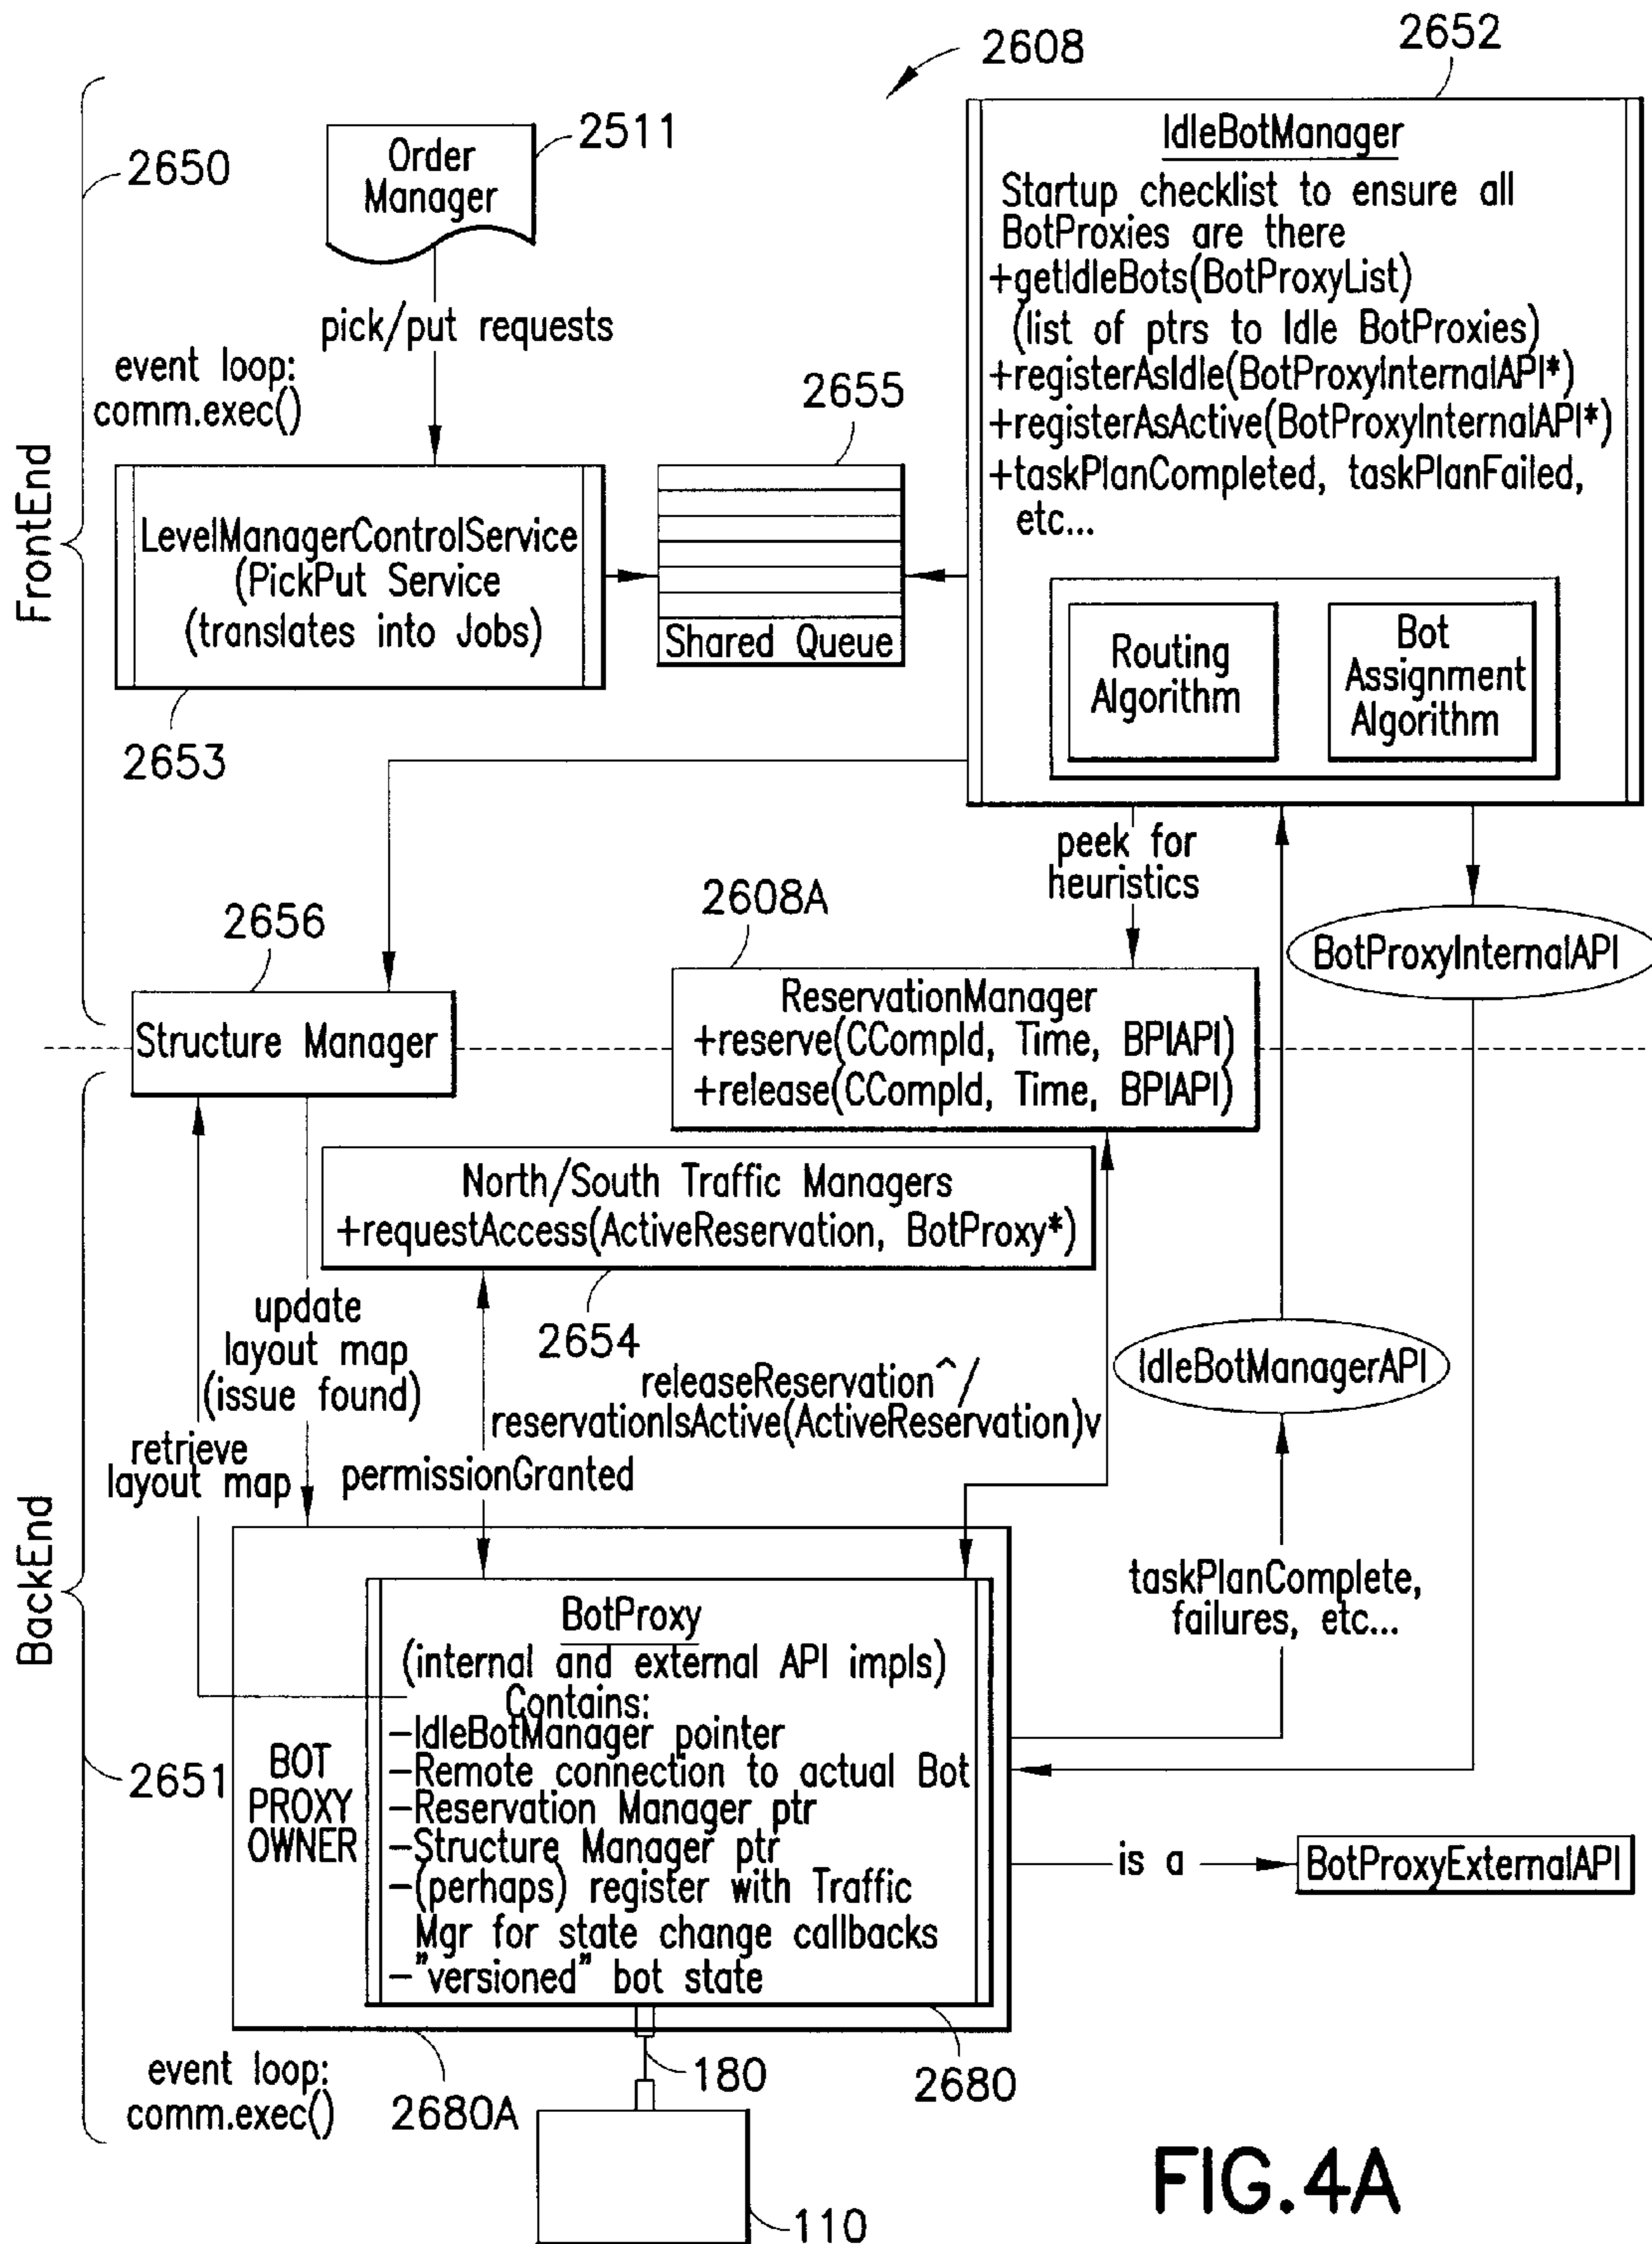 2608
2652
2650
Order
Manager
2511
pick/put requests
event loop:
comm.exec()
FrontEnd
LevelManagerControlService
(PickPut Service
(translates into Jobs)
2653
2655
Shared Queue
IdleBotManager
Startup checklist to ensure all
BotProxies are there
+getIdleBots(BotProxyList)
(list of ptrs to Idle BotProxies)
+registerAsIdle(BotProxyInternalAPI*)
+registerAsActive(BotProxyInternalAPI*)
+taskPlanCompleted, taskPlanFailed,
etc...
Routing
Algorithm
Bot
Assignment
Algorithm
peek for
heuristics
2608A
2656
BotProxyInternalAPI
Structure Manager
ReservationManager
+reserve(CCompId, Time, BPIAPI)
+release(CCompId, Time, BPIAPI)
North/South Traffic Managers
+requestAccess(ActiveReservation, BotProxy*)
2654
update
layout map
(issue found)
retrieve
layout map
releaseReservation^/
reservationIsActive(ActiveReservation)v
permissionGranted
IdleBotManagerAPI
taskPlanComplete,
failures, etc...
BackEnd
2651
BOT
PROXY
OWNER
BotProxy
(internal and external API impls)
Contains:
-IdleBotManager pointer
-Remote connection to actual Bot
-Reservation Manager ptr
-Structure Manager ptr
-(perhaps) register with Traffic
Mgr for state change callbacks
-"versioned" bot state
is a
BotProxyExternalAPI
event loop:
comm.exec()
2680A
180
2680
110
FIG.4A